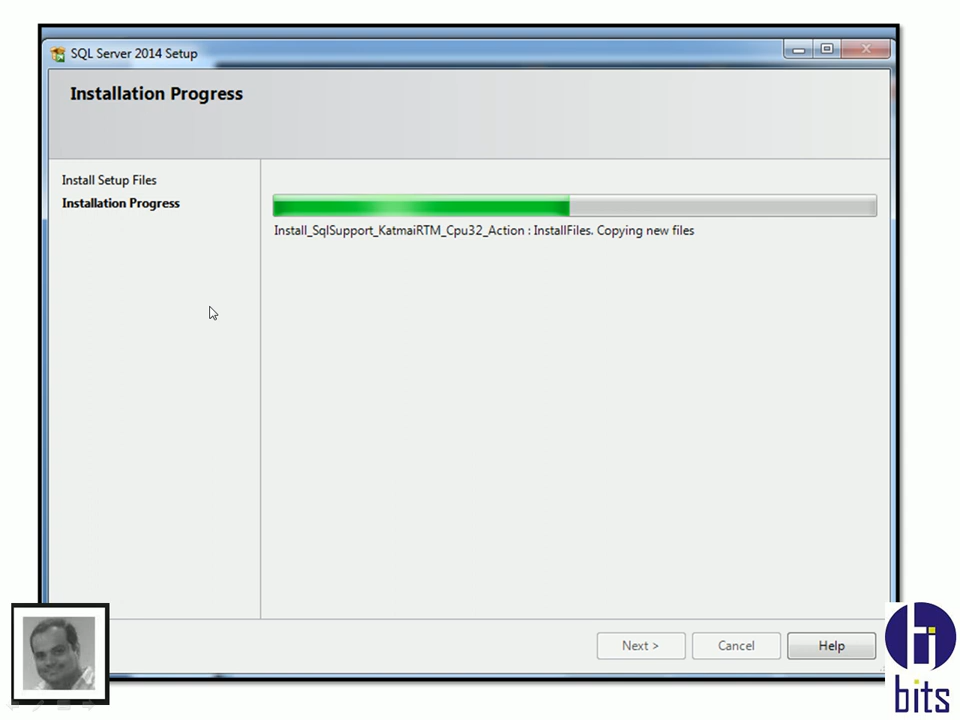 SQL Server 2014 Setup
Installation Progress
Install Setup Files
Installation Progress
Install_SqlSupport_KatmaiRTM_Cpu32_Action : InstallFiles. Copying new files
Next >
Cancel
Help
bits